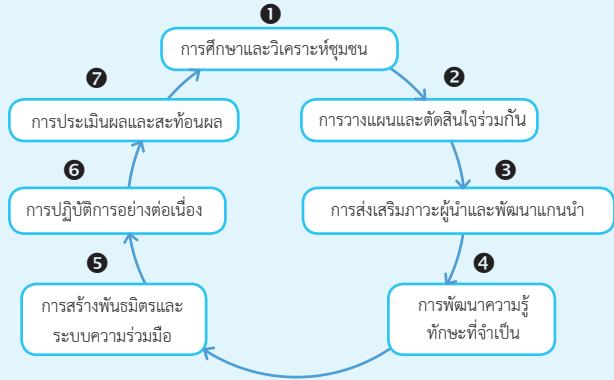 ❶
การศึกษาและวิเคราะห์ชุมชน
❷
การวางแผนและตัดสินใจร่วมกัน
❸
การส่งเสริมภาวะผู้นำและพัฒนาแกนนำ
❹
การพัฒนาความรู้
ทักษะที่จำเป็น
❺
การสร้างพันธมิตรและ
ระบบความร่วมมือ
❻
การปฏิบัติการอย่างต่อเนื่อง
❼
การประเมินผลและสะท้อนผล